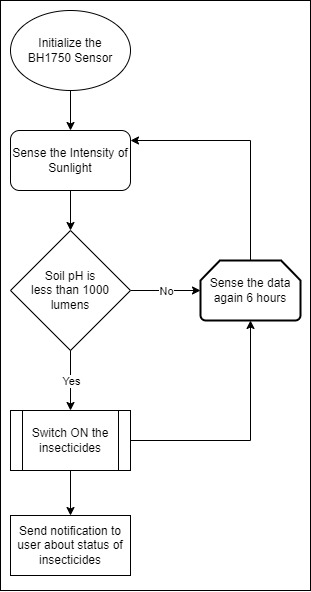 Initialize the
BH1750 Sensor
Sense the Intensity of
Sunlight
Soil pH is
less than 1000
lumens
No
Sense the data
again 6 hours
Yes
Switch ON the
insecticides
Send notification to
user about status of
insecticides